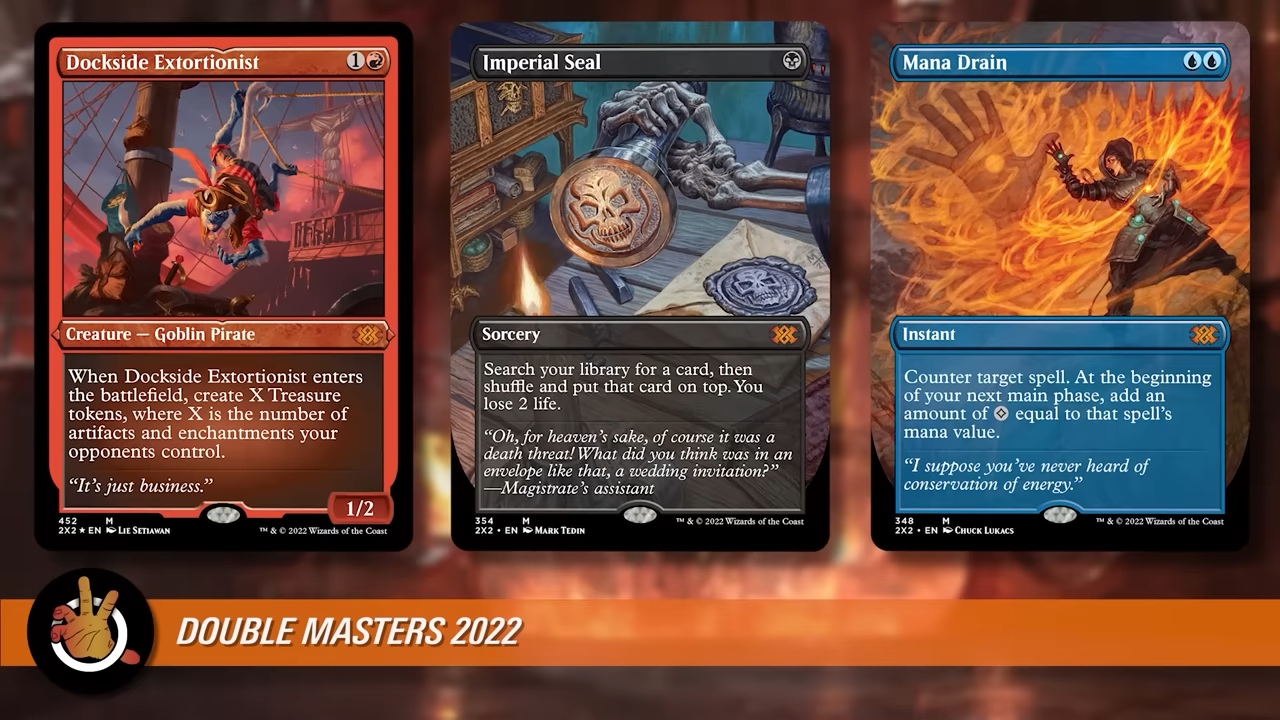 Dockside Extortionist 1
Creature — Goblin Pirate
When Dockside Extortionist enters
the battlefield, create X Treasure
tokens, where X is the number of
artifacts and enchantments your
opponents control.
“It’s just business.”
1/2
452 M
2X2 ★ EN Lie Setiawan ™ & © 2022 Wizards of the Coast
Imperial Seal
Sorcery
Search your library for a card, then
shuffle and put that card on top. You
lose 2 life.
“Oh, for heaven’s sake, of course it was a
death threat! What did you think was in an
envelope like that, a wedding invitation?”
—Magistrate’s assistant
354 M
2X2 • EN Mark Tedin ™ & © 2022 Wizards of the Coast
Mana Drain
Instant
Counter target spell. At the beginning
of your next main phase, add an
amount of equal to that spell’s
mana value.
“I suppose you’ve never heard of
conservation of energy.”
348 M
2X2 • EN Chuck Lukacs ™ & © 2022 Wizards of the Coast
DOUBLE MASTERS 2022